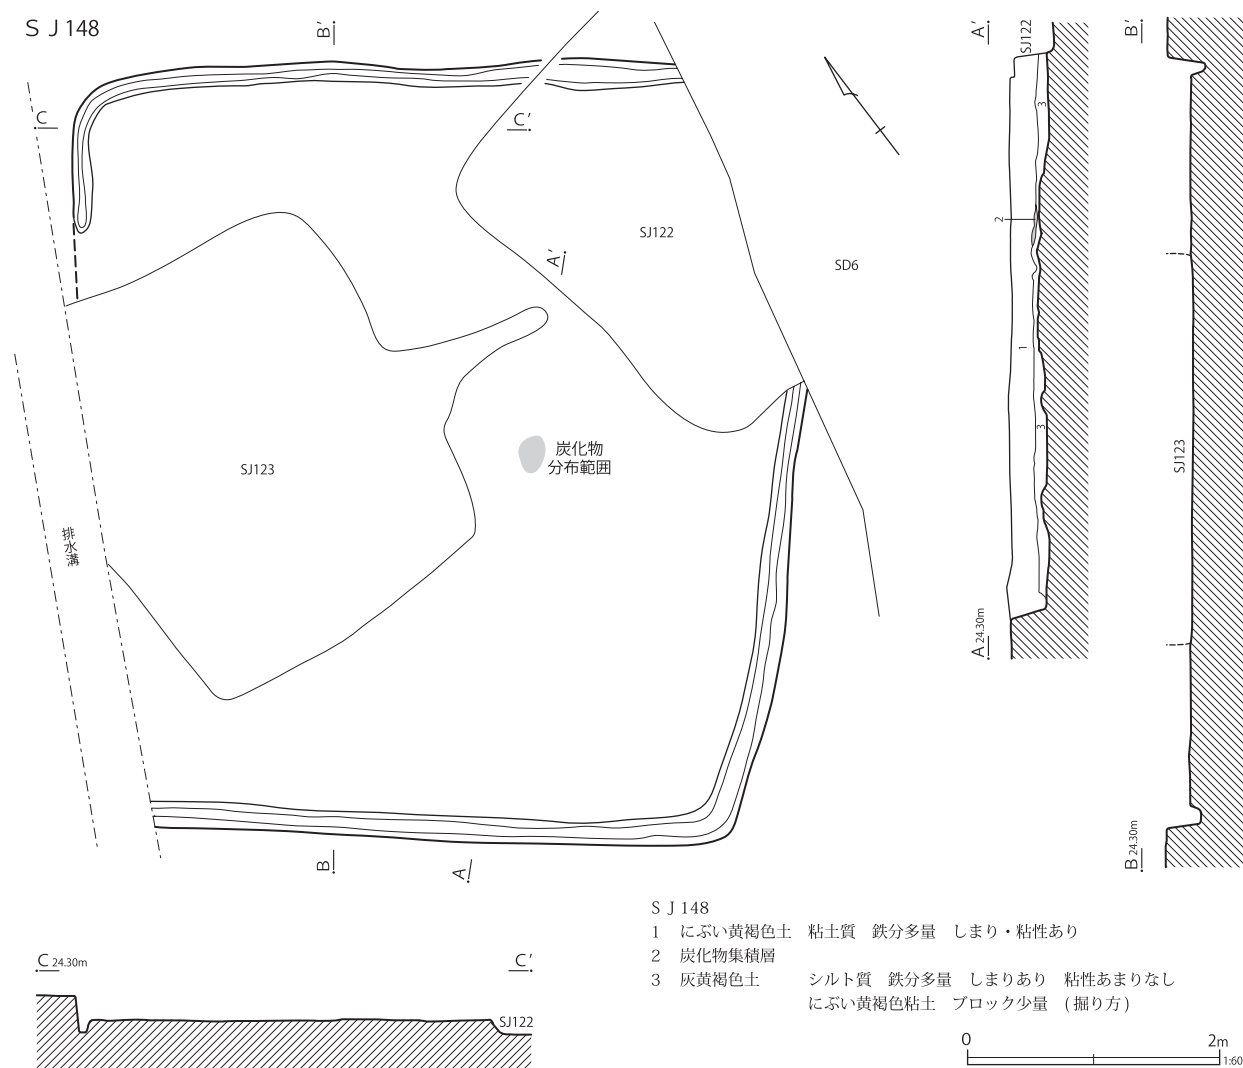 ＳＪ148
B′
C
C′
A′
SJ122
SD6
SJ123
炭化物
分布範囲
排水溝
B
A
A′
SJ122
3
2
1
3
A 24.30m
B′
SJ123
B 24.30m
C 24.30m
C′
SJ122
ＳＪ148
1　にぶい黄褐色土　粘土質　鉄分多量　しまり・粘性あり
2　炭化物集積層
3　灰黄褐色土　　　シルト質　鉄分多量　しまりあり　粘性あまりなし
にぶい黄褐色粘土　ブロック少量　(掘り方)
0
2m
1:60